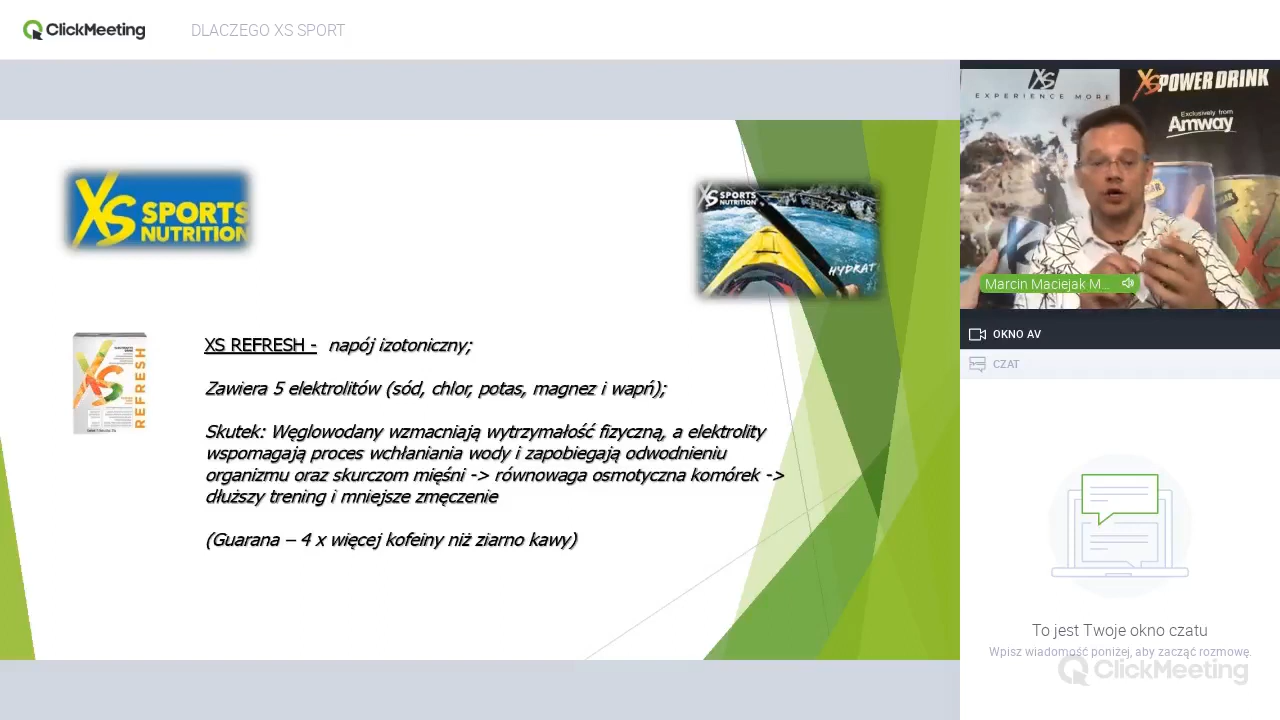 ClickMeeting
DLACZEGO XS SPORT
XS
EXPERIENCE MORE
XS POWER DRINK
Exclusively from
Amway
Marcin Maciejak M...
OKNO AV
CZAT
XS SPORTS
NUTRITION
XS SPORTS
NUTRITION
HYDRAT
XS
REFRESH
XS REFRESH - napój izotoniczny;
Zawiera 5 elektrolitów (sód, chlor, potas, magnez i wapń);
Skutek: Węglowodany wzmacniają wytrzymałość fizyczną, a elektrolity
wspomagają proces wchłaniania wody i zapobiegają odwodnieniu
organizmu oraz skurczom mięśni -> równowaga osmotyczna komórek ->
dłuższy trening i mniejsze zmęczenie
(Guarana – 4 x więcej kofeiny niż ziarno kawy)
To jest Twoje okno czatu
Wpisz wiadomość poniżej, aby zacząć rozmowę.
ClickMeeting